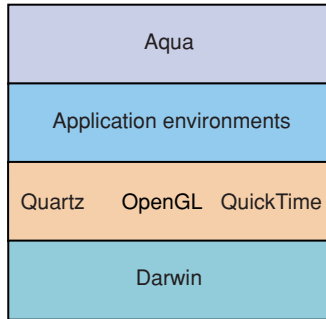 Aqua
Application environments
Quartz OpenGL QuickTime
Darwin